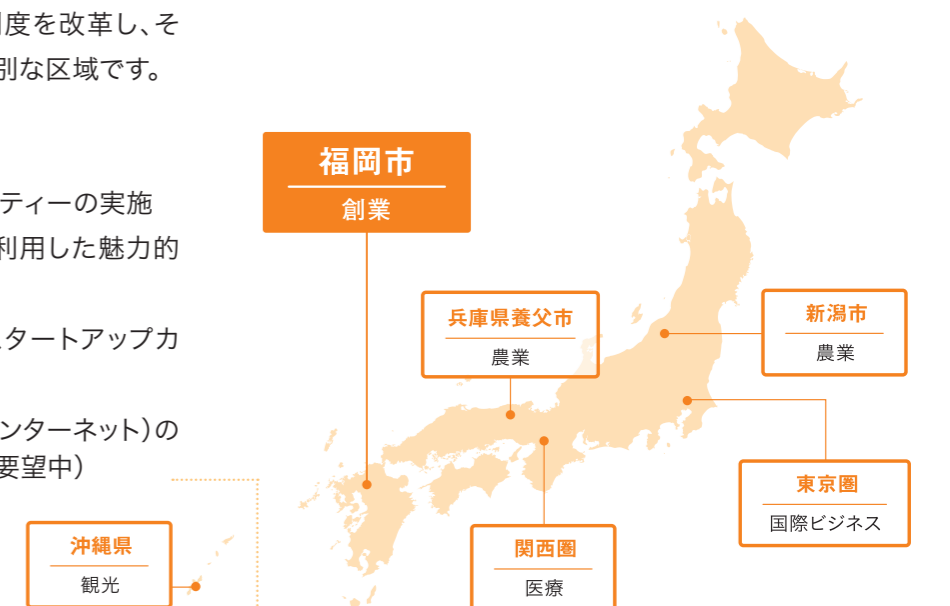 度を改革し、そ
別な区域です。
ティーの実施
利用した魅力的
タートアップカ
ンターネット)の
要望中)
福岡市
創業
兵庫県養父市
農業
新潟市
農業
東京圏
国際ビジネス
関西圏
医療
沖縄県
観光